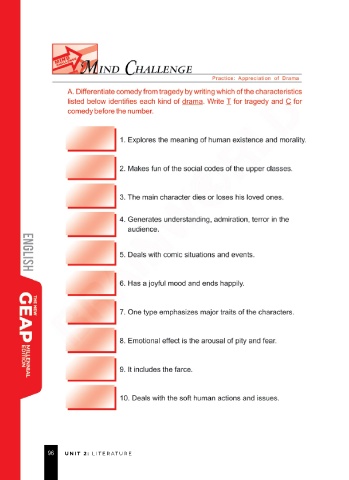 MIND CHALLENGE
Practice: Appreciation of Drama
A. Differentiate comedy from tragedy by writing which of the characteristics
listed below identifies each kind of drama. Write T for tragedy and C for
comedy before the number.
1. Explores the meaning of human existence and morality.
2. Makes fun of the social codes of the upper classes.
3. The main character dies or loses his loved ones.
4. Generates understanding, admiration, terror in the
audience.
5. Deals with comic situations and events.
6. Has a joyful mood and ends happily.
7. One type emphasizes major traits of the characters.
8. Emotional effect is the arousal of pity and fear.
9. It includes the farce.
10. Deals with the soft human actions and issues.
ENGLISH
THE NEW
GEAP
MILLENNIAL
EDITION
96 UNIT 2: LITERATURE